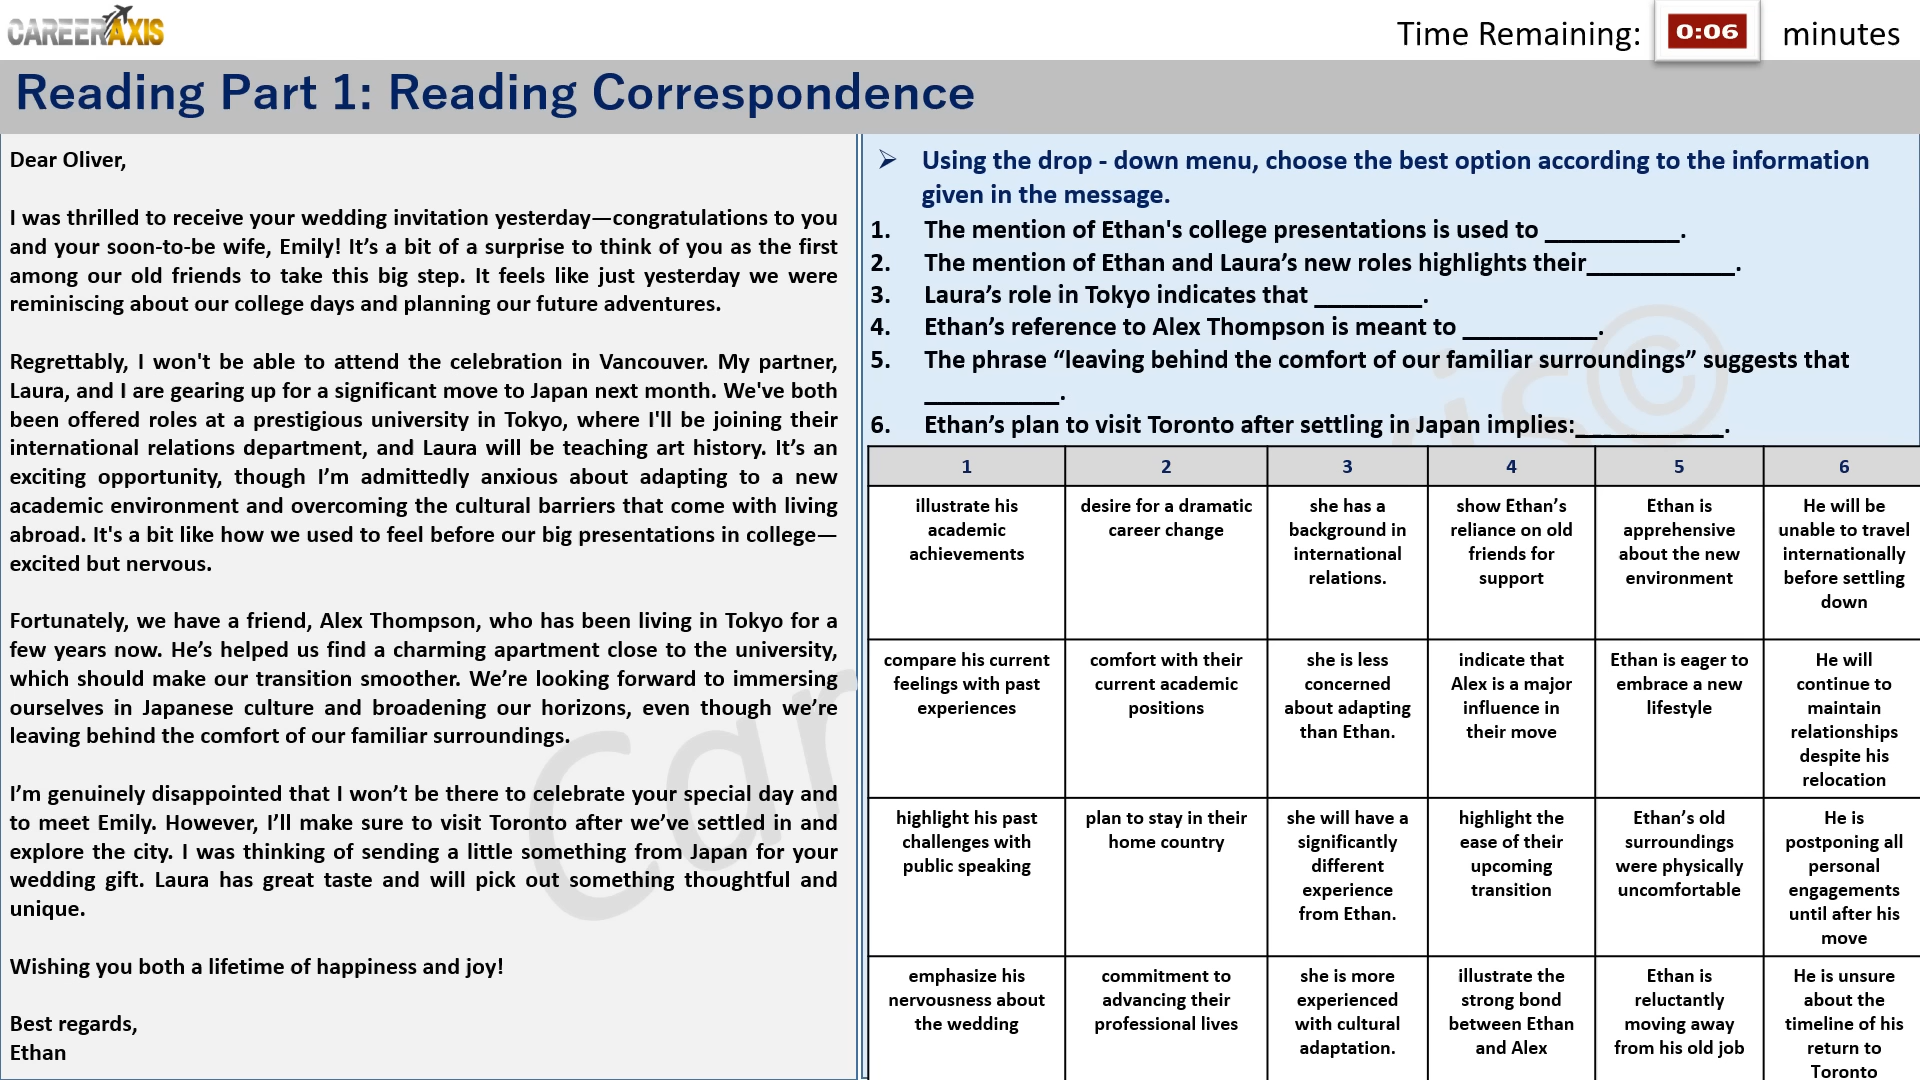 CAREER AXIS
Time Remaining: 0:06 minutes
Reading Part 1: Reading Correspondence
Dear Oliver,
I was thrilled to receive your wedding invitation yesterday—congratulations to you
and your soon-to-be wife, Emily! It’s a bit of a surprise to think of you as the first
among our old friends to take this big step. It feels like just yesterday we were
reminiscing about our college days and planning our future adventures.
Regrettably, I won't be able to attend the celebration in Vancouver. My partner,
Laura, and I are gearing up for a significant move to Japan next month. We've both
been offered roles at a prestigious university in Tokyo, where I'll be joining their
international relations department, and Laura will be teaching art history. It’s an
exciting opportunity, though I’m admittedly anxious about adapting to a new
academic environment and overcoming the cultural barriers that come with living
abroad. It's a bit like how we used to feel before our big presentations in college—
excited but nervous.
Fortunately, we have a friend, Alex Thompson, who has been living in Tokyo for a
few years now. He’s helped us find a charming apartment close to the university,
which should make our transition smoother. We’re looking forward to immersing
ourselves in Japanese culture and broadening our horizons, even though we’re
leaving behind the comfort of our familiar surroundings.
I’m genuinely disappointed that I won’t be there to celebrate your special day and
to meet Emily. However, I’ll make sure to visit Toronto after we’ve settled in and
explore the city. I was thinking of sending a little something from Japan for your
wedding gift. Laura has great taste and will pick out something thoughtful and
unique.
Wishing you both a lifetime of happiness and joy!
Best regards,
Ethan
➢ Using the drop - down menu, choose the best option according to the information
given in the message.
1. The mention of Ethan's college presentations is used to __________.
2. The mention of Ethan and Laura’s new roles highlights their___________.
3. Laura’s role in Tokyo indicates that ________.
4. Ethan’s reference to Alex Thompson is meant to __________.
5. The phrase “leaving behind the comfort of our familiar surroundings” suggests that
__________.
6. Ethan’s plan to visit Toronto after settling in Japan implies:___________.
1
2
3
4
5
6
illustrate his
academic
achievements
desire for a dramatic
career change
she has a
background in
international
relations.
show Ethan’s
reliance on old
friends for
support
Ethan is
apprehensive
about the new
environment
He will be
unable to travel
internationally
before settling
down
compare his current
feelings with past
experiences
comfort with their
current academic
positions
she is less
concerned
about adapting
than Ethan.
indicate that
Alex is a major
influence in
their move
Ethan is eager to
embrace a new
lifestyle
He will
continue to
maintain
relationships
despite his
relocation
highlight his past
challenges with
public speaking
plan to stay in their
home country
she will have a
significantly
different
experience
from Ethan.
highlight the
ease of their
upcoming
transition
Ethan’s old
surroundings
were physically
uncomfortable
He is
postponing all
personal
engagements
until after his
move
emphasize his
nervousness about
the wedding
commitment to
advancing their
professional lives
she is more
experienced
with cultural
adaptation.
illustrate the
strong bond
between Ethan
and Alex
Ethan is
reluctantly
moving away
from his old job
He is unsure
about the
timeline of his
return to
Toronto